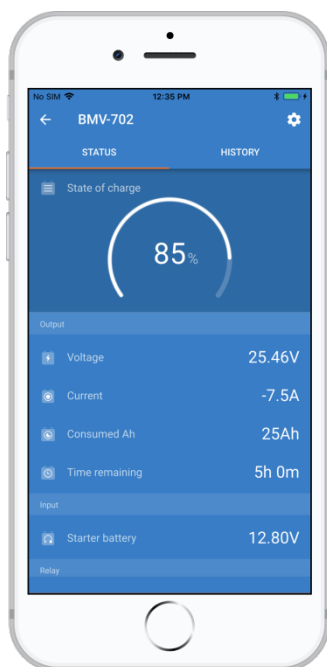 No SIM 12:35 PM
BMV-702
STATUS HISTORY
State of charge
85%
Output
Voltage 25.46V
Current -7.5A
Consumed Ah 25Ah
Time remaining 5h 0m
Input
Starter battery 12.80V
Relay